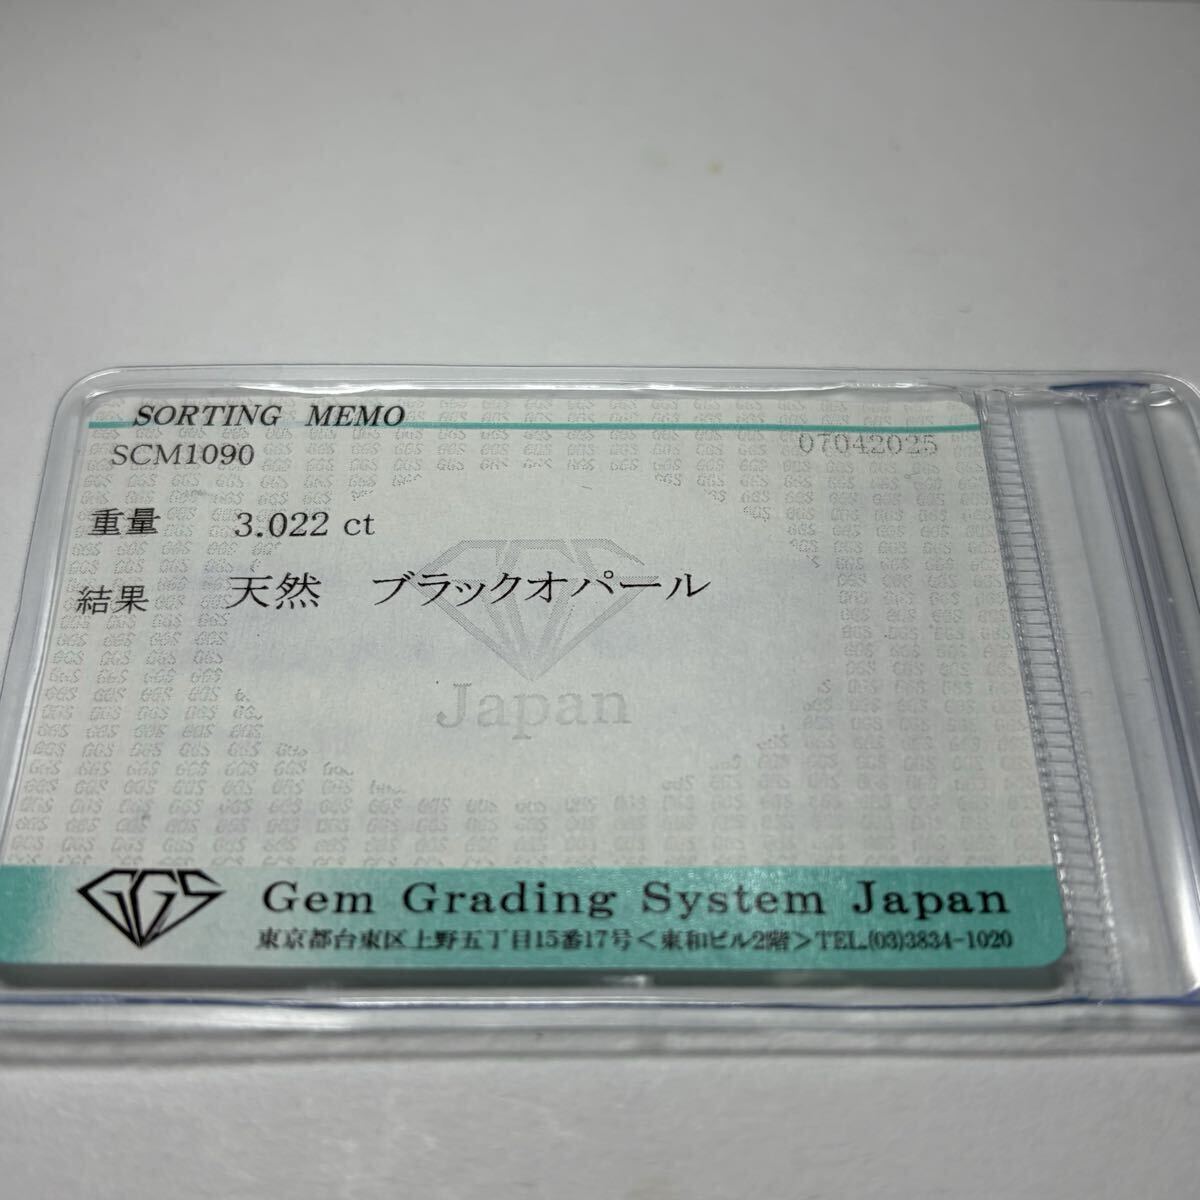 SORTING MEMO
SCM1090
07042025
重量 3.022 ct
結果 天然 ブラックオパール
Japan
GGS Gem Grading System Japan
東京都台東区上野五丁目15番17号<東和ビル2階>TEL.(03)3834-1020